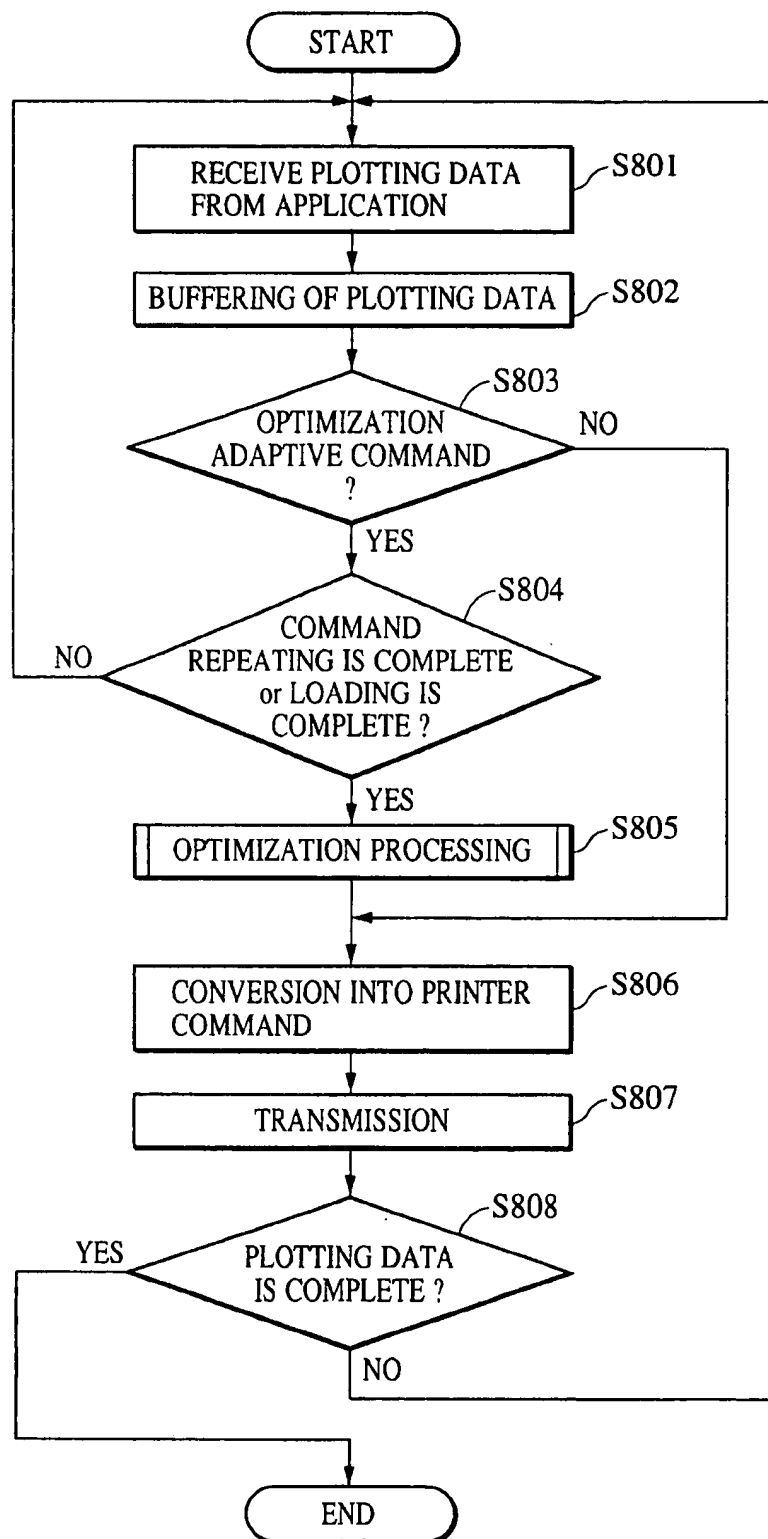 START
RECEIVE PLOTTING DATA
FROM APPLICATION
S801
BUFFERING OF PLOTTING DATA
S802
S803
OPTIMIZATION
ADAPTIVE COMMAND
?
NO
YES
S804
COMMAND
REPEATING IS COMPLETE
or LOADING IS
COMPLETE ?
NO
YES
OPTIMIZATION PROCESSING
S805
CONVERSION INTO PRINTER
COMMAND
S806
TRANSMISSION
S807
S808
YES
PLOTTING DATA
IS COMPLETE ?
NO
END